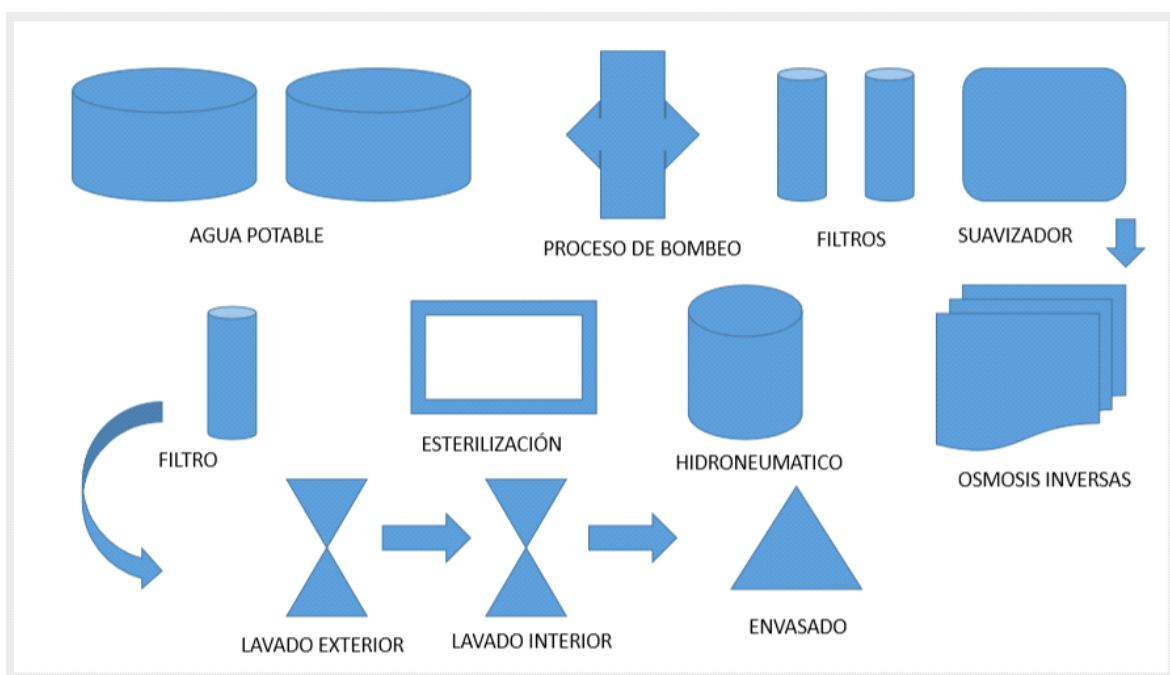 AGUA POTABLE
PROCESO DE BOMBEO
FILTROS
SUAVIZADOR
FILTRO
ESTERILIZACIÓN
HIDRONEUMATICO
OSMOSIS INVERSAS
LAVADO EXTERIOR
LAVADO INTERIOR
ENVASADO